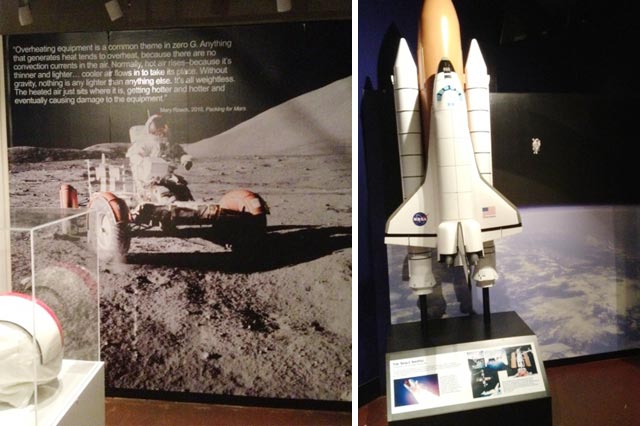 "Overheating equipment is a common theme in zero G. Anything
that generates heat tends to overheat, because there are no
convection currents in the air. Normally, hot air rises–because it's
thinner and lighter... cooler air flows in to take its place. Without
gravity, nothing is any lighter than anything else. It's all weightless.
The heated air just sits where it is, getting hotter and hotter and
eventually causing damage to the equipment."
Mary Roach, 2010, Packing for Mars
NASA
The Space Shuttle